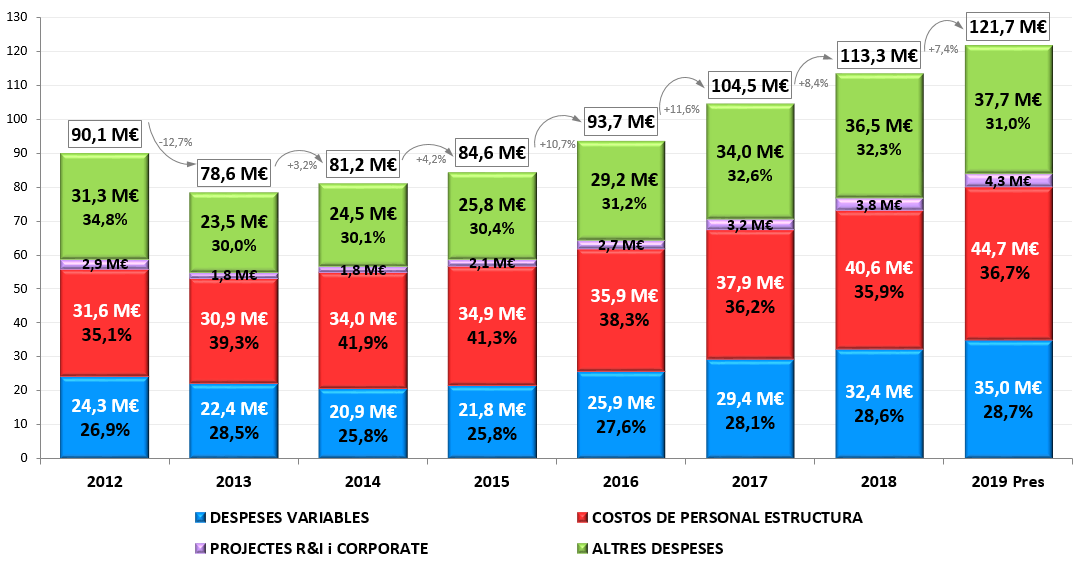 130
120
110
100
90
80
70
60
50
40
30
20
10
0
90,1 M€
31,3 M€
34,8%
2,9 M€
31,6 M€
35,1%
24,3 M€
26,9%
-12,7%
78,6 M€
23,5 M€
30,0%
1,8 M€
30,9 M€
39,3%
22,4 M€
28,5%
+3,2%
81,2 M€
24,5 M€
30,1%
1,8 M€
34,0 M€
41,9%
20,9 M€
25,8%
+4,2%
84,6 M€
25,8 M€
30,4%
2,1 M€
34,9 M€
41,3%
21,8 M€
25,8%
+10,7%
93,7 M€
29,2 M€
31,2%
2,7 M€
35,9 M€
38,3%
25,9 M€
27,6%
+11,6%
104,5 M€
34,0 M€
32,6%
3,2 M€
37,9 M€
36,2%
29,4 M€
28,1%
+8,4%
113,3 M€
36,5 M€
32,3%
3,8 M€
40,6 M€
35,9%
32,4 M€
28,6%
+7,4%
121,7 M€
37,7 M€
31,0%
4,3 M€
44,7 M€
36,7%
35,0 M€
28,7%
2012 2013 2014 2015 2016 2017 2018 2019 Pres
DESPESES VARIABLES
COSTOS DE PERSONAL ESTRUCTURA
PROJECTES R&I i CORPORATE
ALTRES DESPESES